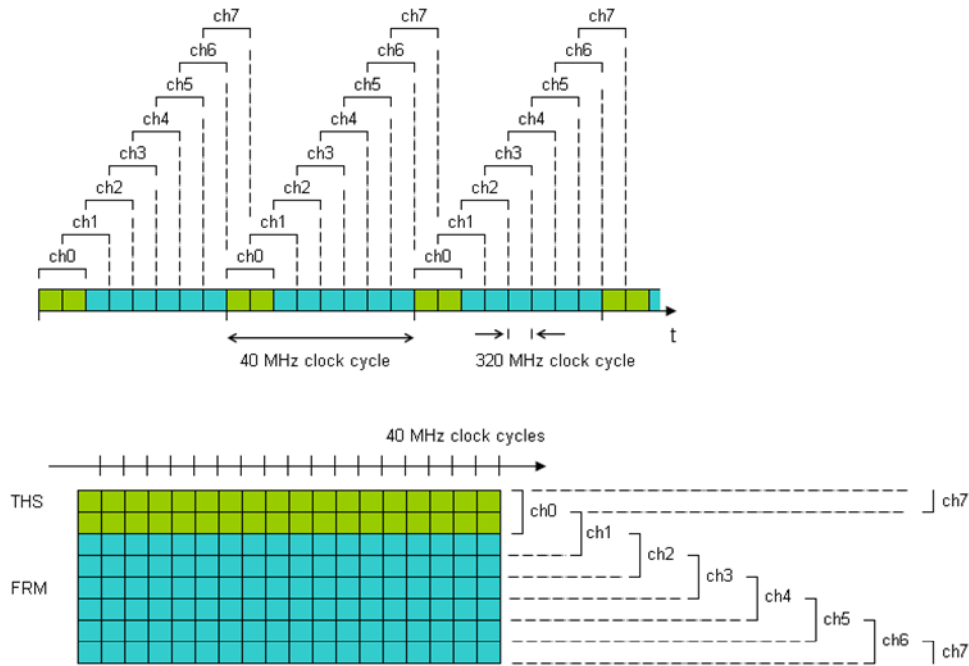 ch7 ch7 ch7
ch6 ch6 ch6
ch5 ch5 ch5
ch4 ch4 ch4
ch3 ch3 ch3
ch2 ch2 ch2
ch1 ch1 ch1
ch0 ch0 ch0
t
40 MHz clock cycle 320 MHz clock cycle
40 MHz clock cycles
THS
ch0
ch7
ch1
ch2
FRM
ch3
ch4
ch5
ch6
ch7